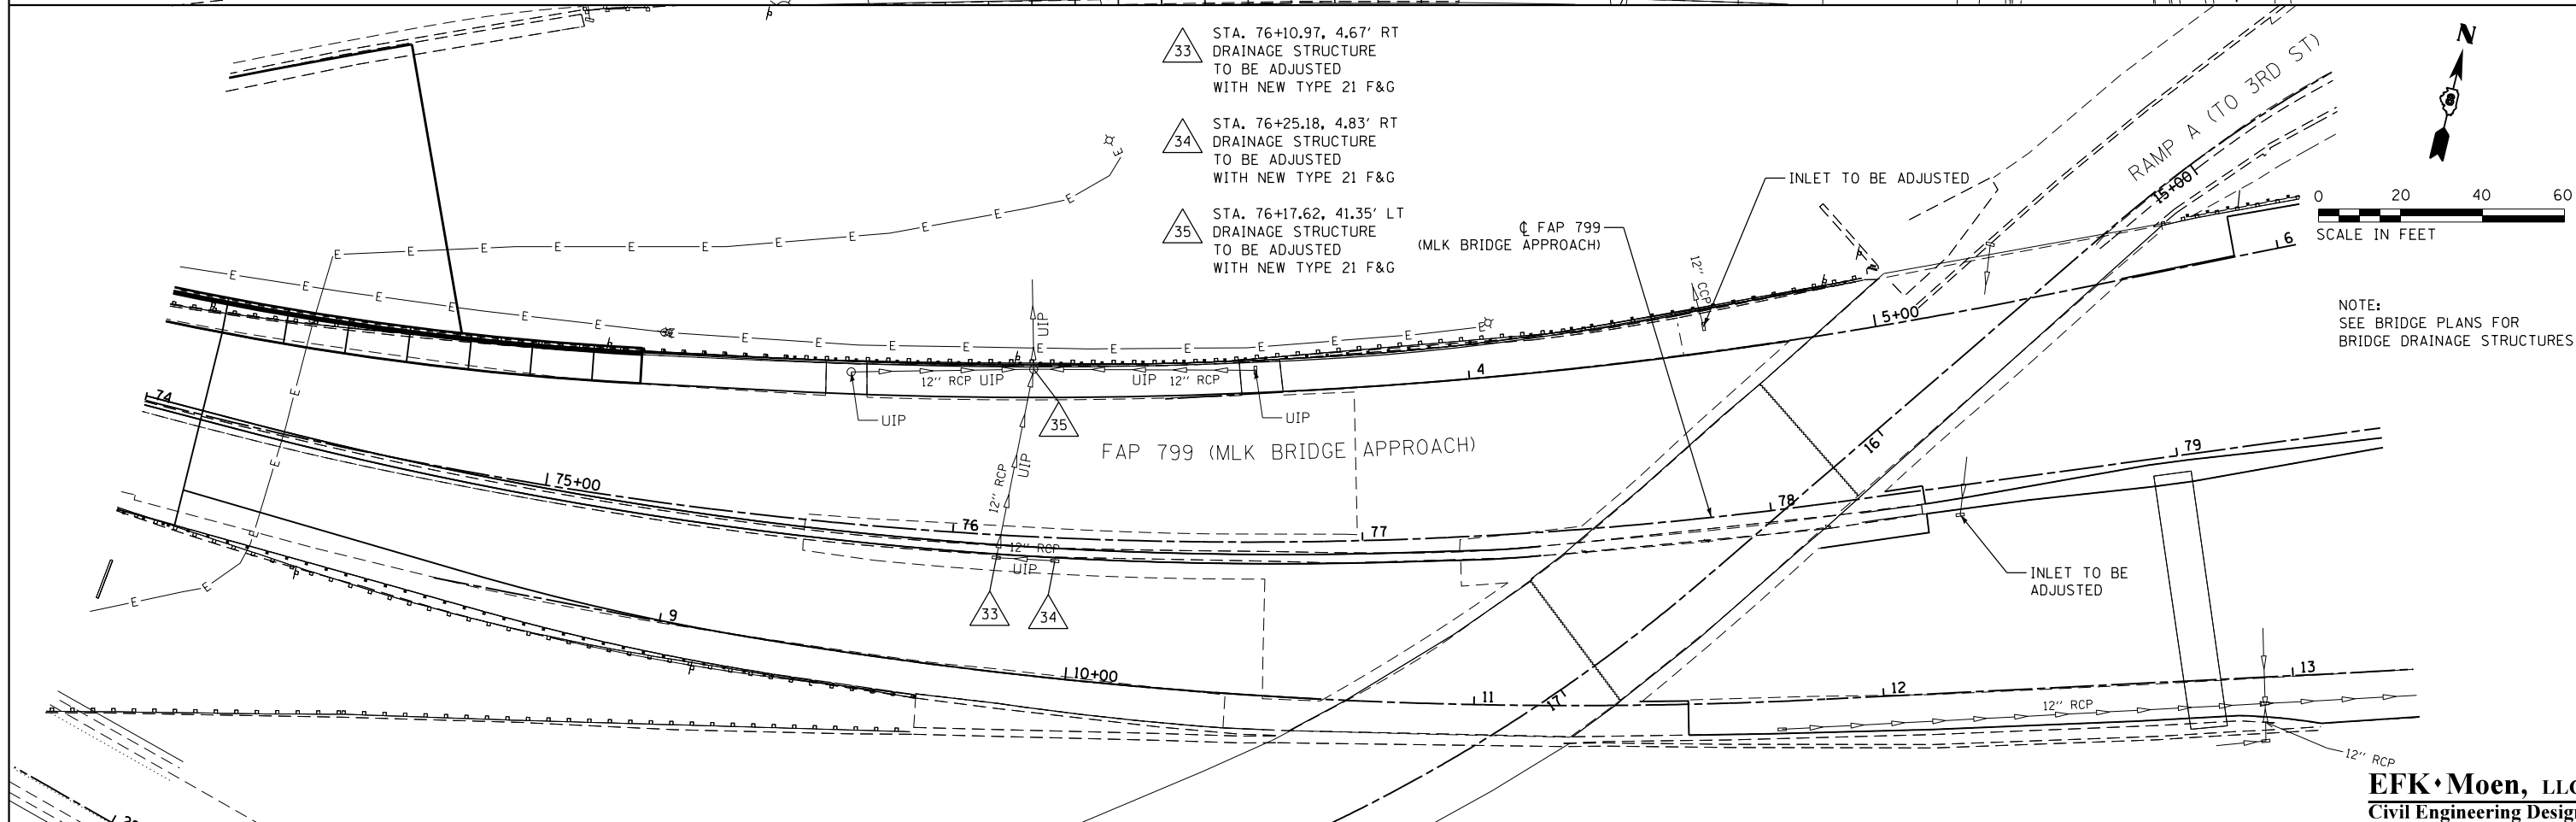 33
STA. 76+10.97, 4.67' RT
DRAINAGE STRUCTURE
TO BE ADJUSTED
WITH NEW TYPE 21 F&G
34
STA. 76+25.18, 4.83' RT
DRAINAGE STRUCTURE
TO BE ADJUSTED
WITH NEW TYPE 21 F&G
35
STA. 76+17.62, 41.35' LT
DRAINAGE STRUCTURE
TO BE ADJUSTED
WITH NEW TYPE 21 F&G
N
RAMP A (TO 3RD ST)
15+00
0 20 40 60
SCALE IN FEET
INLET TO BE ADJUSTED
℄ FAP 799
(MLK BRIDGE APPROACH)
12" CCP
6
5+00
4
NOTE:
SEE BRIDGE PLANS FOR
BRIDGE DRAINAGE STRUCTURES
E E E E E E E E E E E E
E E E E E E E E E E E E E E E E E E
UIP
12" RCP UIP
UIP 12" RCP
UIP
UIP
35
FAP 799 (MLK BRIDGE APPROACH)
12" RCP
UIP
74
75+00
76
77
78
79
16
E
E
E
E
E
12" RCP
UIP
33
34
INLET TO BE
ADJUSTED
9
10+00
11
12
13
17
12" RCP
12" RCP
EFK Moen, LLC
Civil Engineering Design